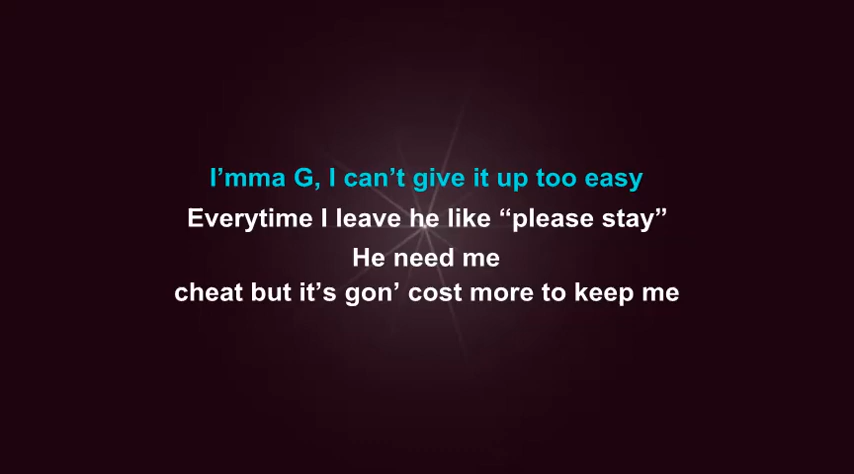 I’mma G, I can’t give it up too easy
Everytime I leave he like “please stay”
He need me
cheat but it’s gon’ cost more to keep me